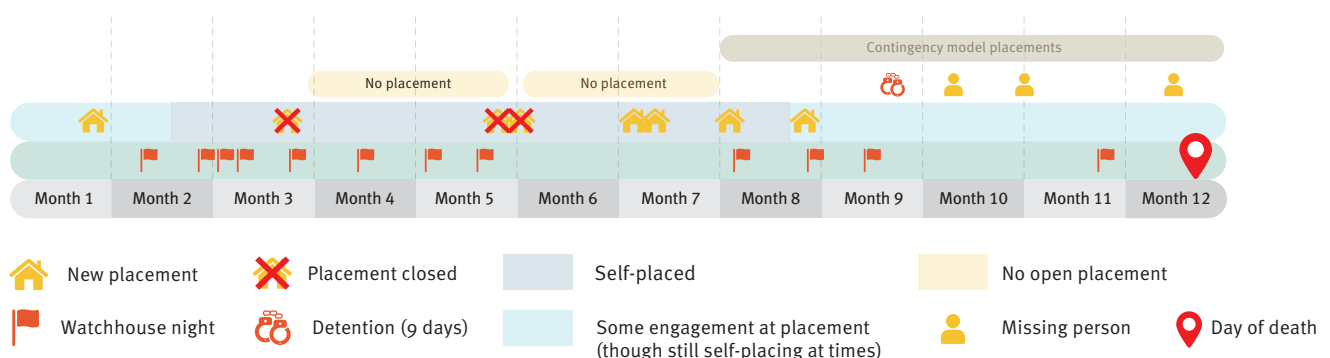 Contingency model placements
No placement
No placement
Month 1
Month 2
Month 3
Month 4
Month 5
Month 6
Month 7
Month 8
Month 9
Month 10
Month 11
Month 12
New placement
Placement closed
Self-placed
No open placement
Watchhouse night
Detention (9 days)
Some engagement at placement
(though still self-placing at times)
Missing person
Day of death